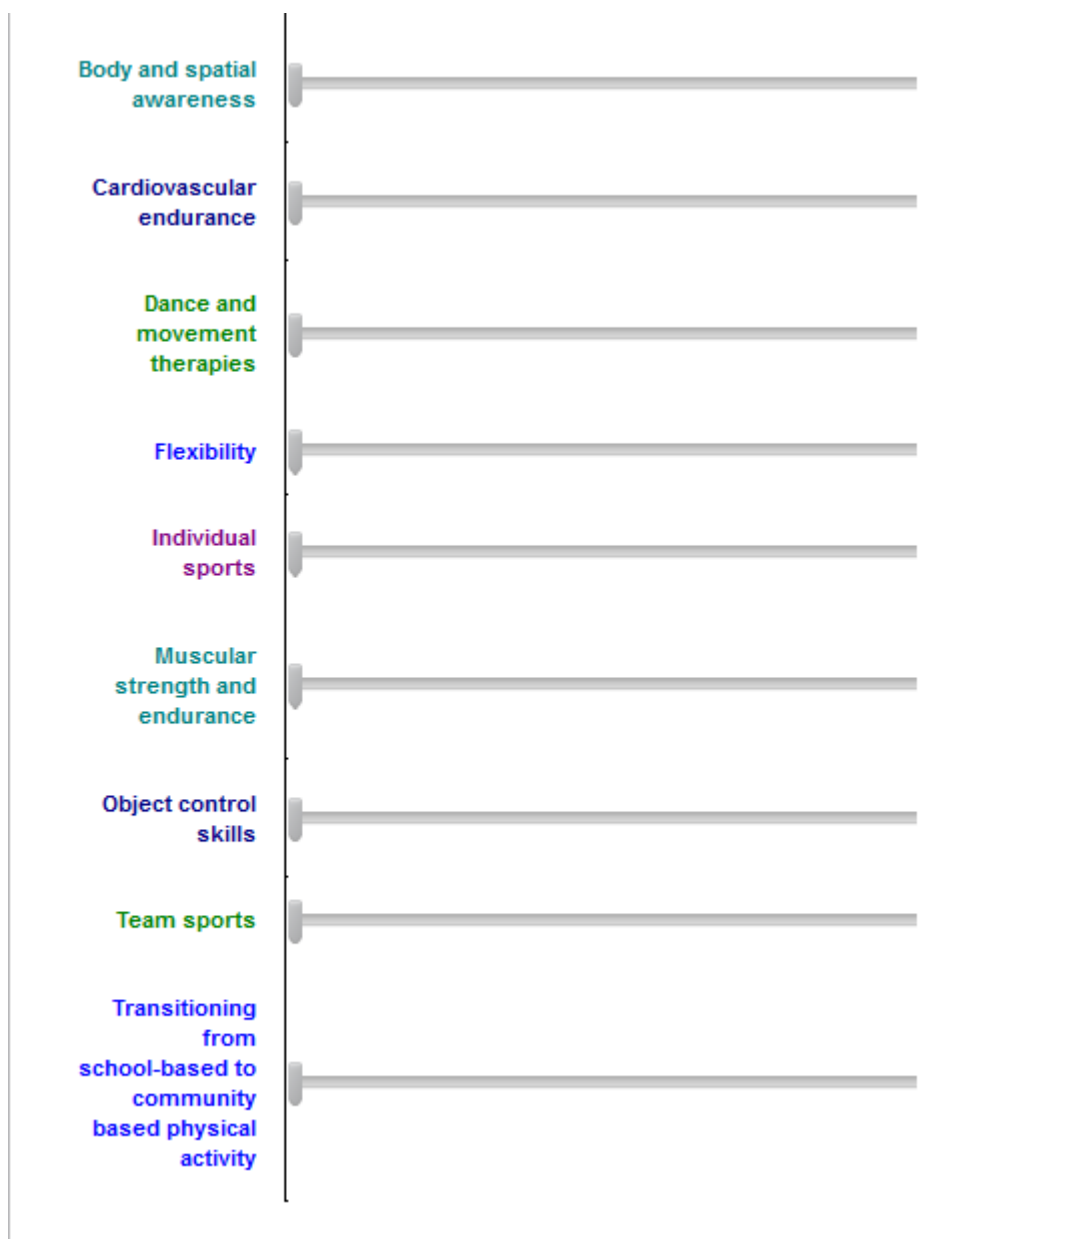 Body and spatial
awareness
Cardiovascular
endurance
Dance and
movement
therapies
Flexibility
Individual
sports
Muscular
strength and
endurance
Object control
skills
Team sports
Transitioning
from
school-based to
community
based physical
activity